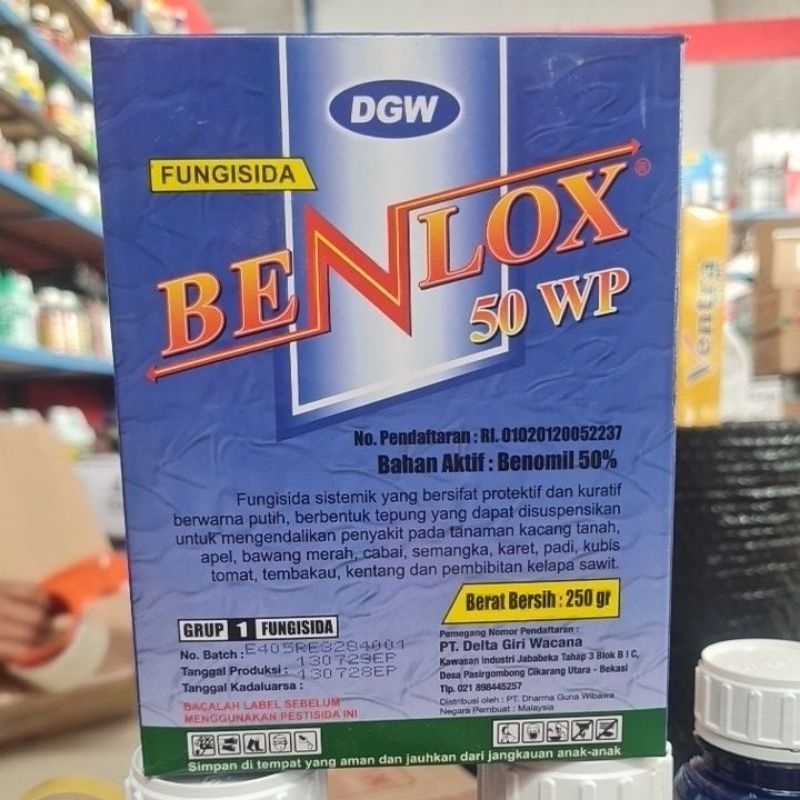 DGW
FUNGISIDA
BENLOX®
50 WP
No. Pendaftaran : RI. 01020120052237
Bahan Aktif : Benomil 50%
Fungisida sistemik yang bersifat protektif dan kuratif
berwarna putih, berbentuk tepung yang dapat disuspensikan
untuk mengendalikan penyakit pada tanaman kacang tanah,
apel, bawang merah, cabai, semangka, karet, padi, kubis
tomat, tembakau, kentang dan pembibitan kelapa sawit.
Berat Bersih : 250 gr
GRUP 1 FUNGISIDA
No. Batch : E405RE3284001
Tanggal Produksi : 130723EP
Tanggal Kadaluarsa : 130728EP
BACALAH LABEL SEBELUM
MENGGUNAKAN PESTISIDA INI
Pemegang Nomor Pendaftaran :
PT. Delta Giri Wacana
Kawasan Industri Jababeka Tahap 3 Blok B I C,
Desa Pasirgombong Cikarang Utara - Bekasi
Tlp. 021 898445257
Distribusi oleh : PT. Dharma Guna Wibawa
Negara Pembuat : Malaysia
Simpan di tempat yang aman dan jauhkan dari jangkauan anak-anak
Ventra